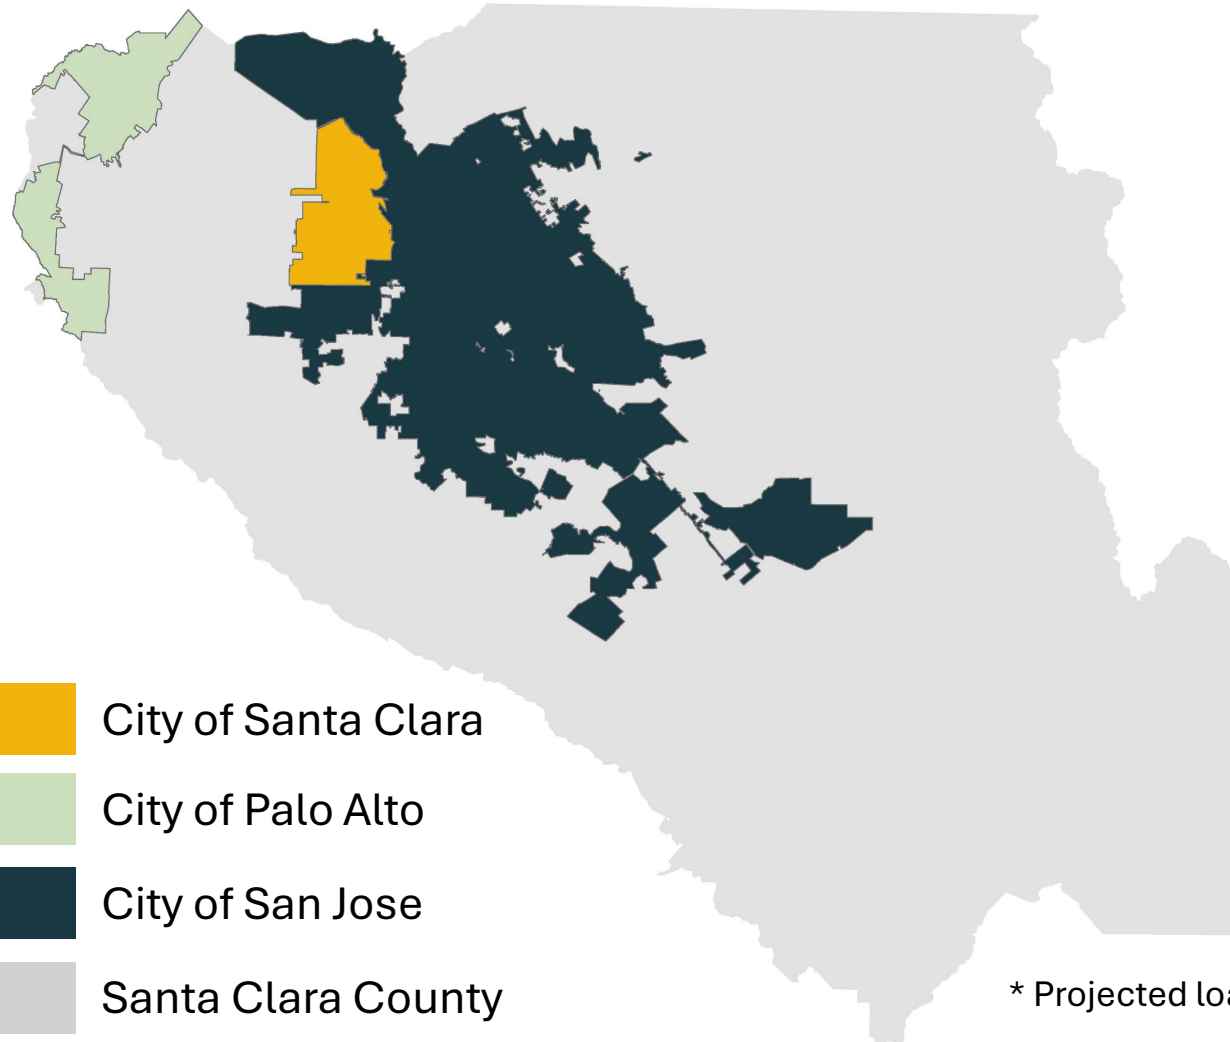 City of Santa Clara
City of Palo Alto
City of San Jose
Santa Clara County
* Projected